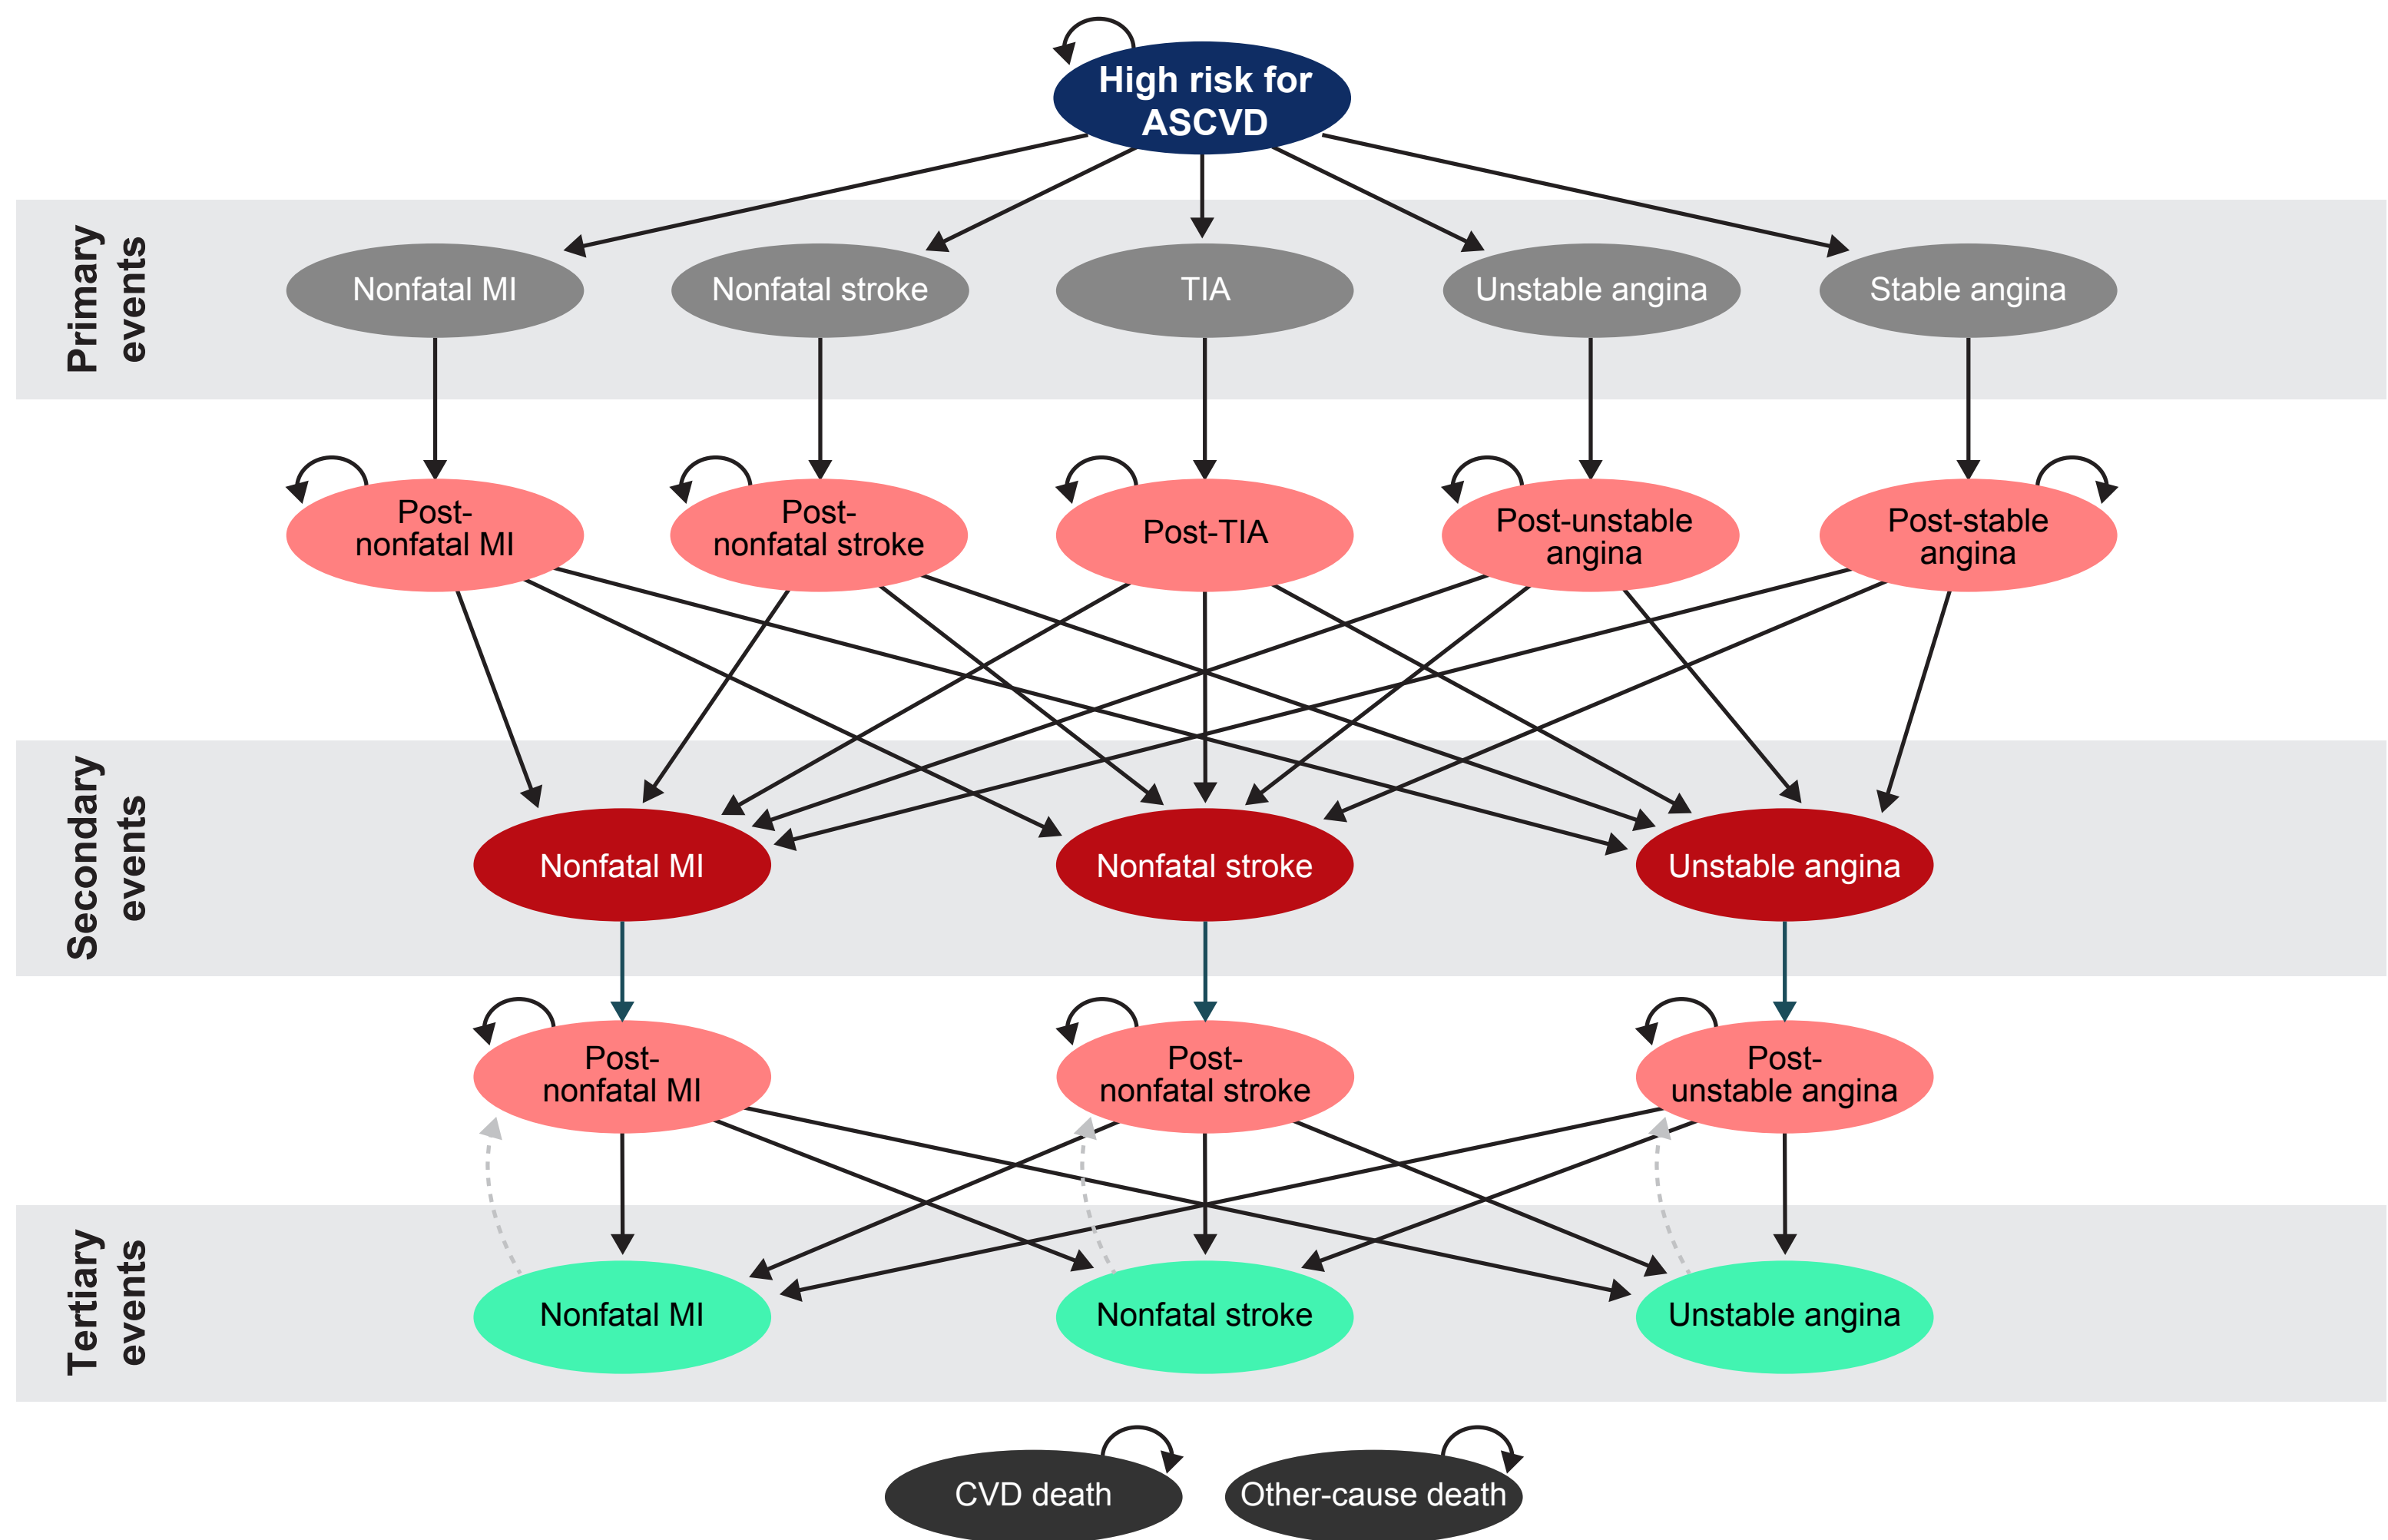 High risk for
ASCVD
Primary
events
Nonfatal MI
Nonfatal stroke
TIA
Unstable angina
Stable angina
Post-
nonfatal MI
Post-
nonfatal stroke
Post-TIA
Post-unstable
angina
Post-stable
angina
Secondary
events
Nonfatal MI
Nonfatal stroke
Unstable angina
Post-
nonfatal MI
Post-
nonfatal stroke
Post-
unstable angina
Tertiary
events
Nonfatal MI
Nonfatal stroke
Unstable angina
CVD death
Other-cause death